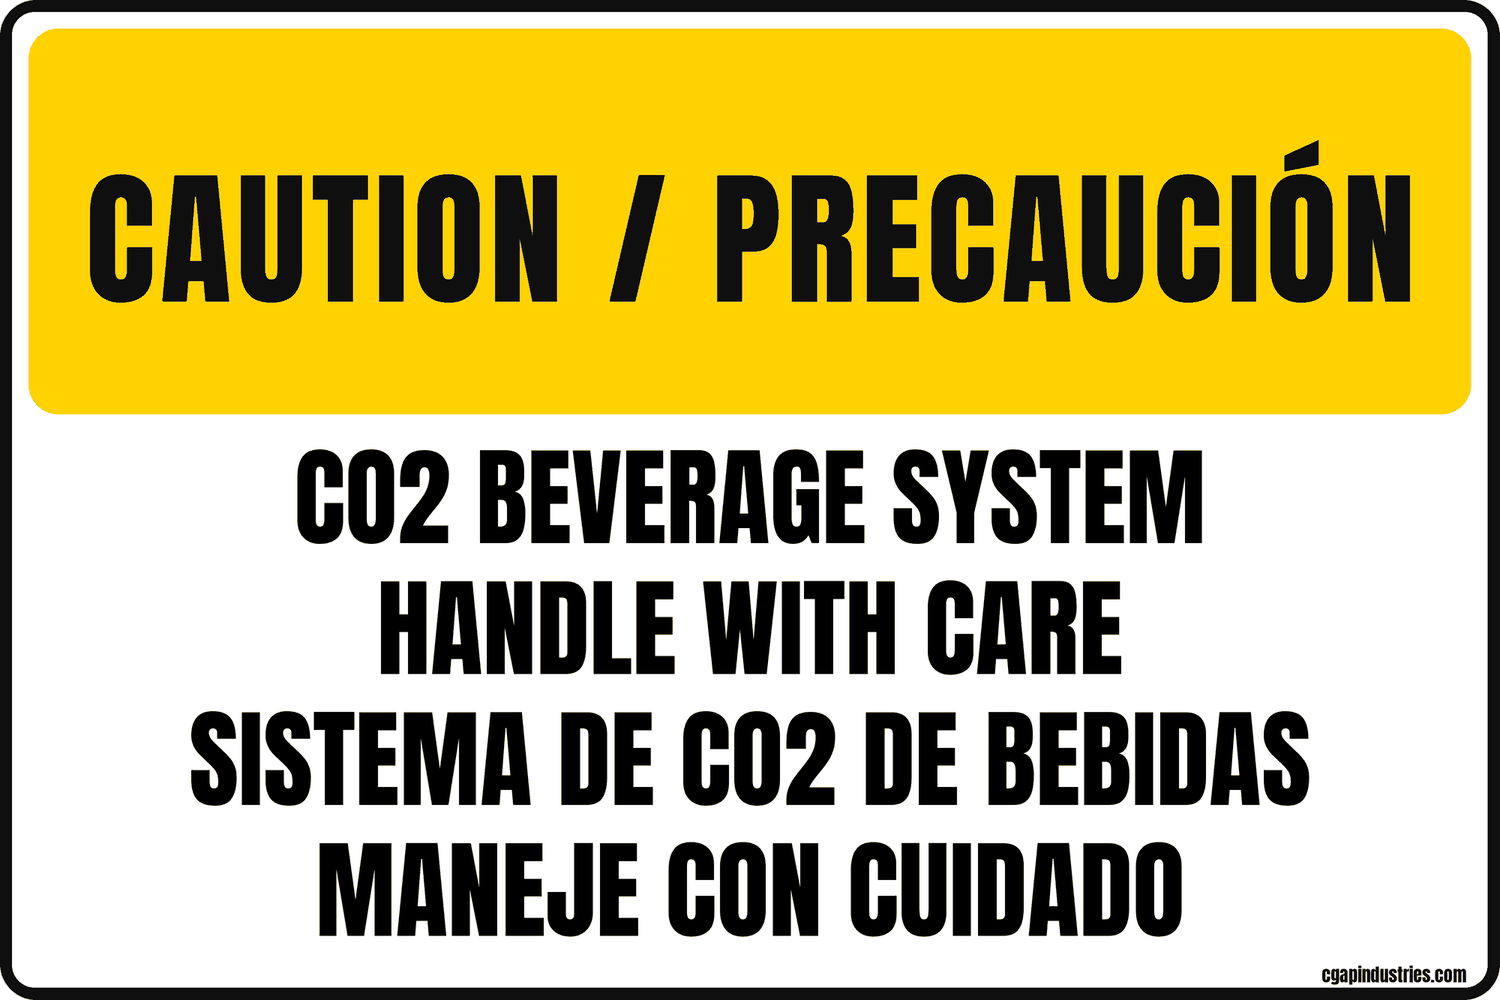 CAUTION / PRECAUCIÓN
CO2 BEVERAGE SYSTEM
HANDLE WITH CARE
SISTEMA DE CO2 DE BEBIDAS
MANEJE CON CUIDADO
cgapindustries.com